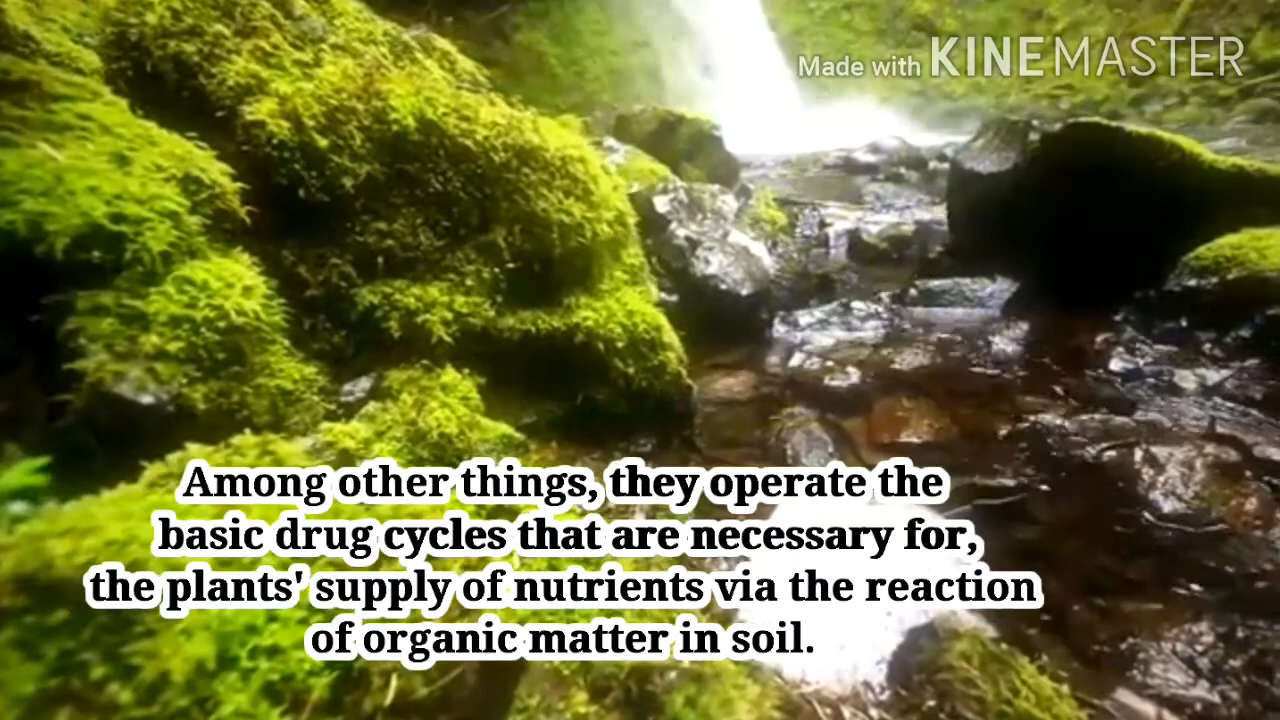 Made with KINEMASTER
Among other things, they operate the
basic drug cycles that are necessary for,
the plants' supply of nutrients via the reaction
of organic matter in soil.